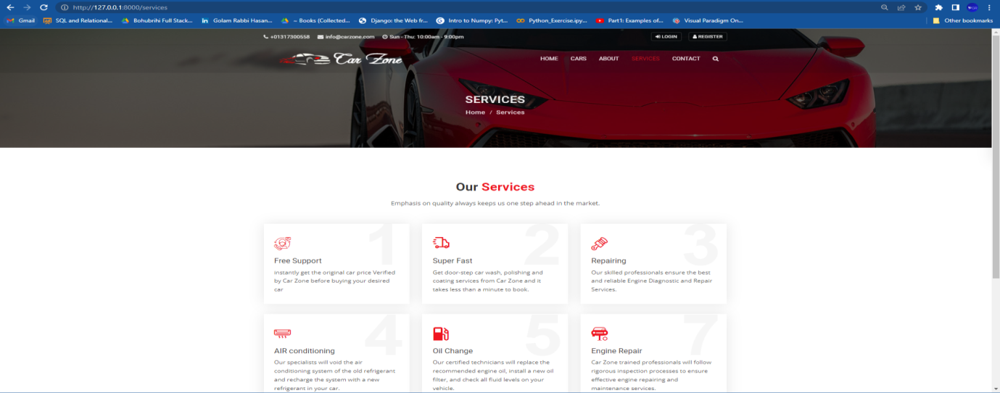 http://127.0.0.1:8000/services
Gmail
SQL and Relational...
Bohubrihi Full Stack...
Golam Rabbi Hasan...
~ Books (Collected...
Django: the Web fr...
Intro to Numpy: Pyt...
Python_Exercise.ipy...
Part1: Examples of...
Visual Paradigm On...
Other bookmarks
+01317300558
info@carzone.com
Sun - Thu: 10:00am - 9:00pm
LOGIN
REGISTER
Car Zone
HOME
CARS
ABOUT
SERVICES
CONTACT
SERVICES
Home / Services
Our Services
Emphasis on quality always keeps us one step ahead in the market.
1
Free Support
instantly get the original car price Verified
by Car Zone before buying your desired
car
2
Super Fast
Get door-step car wash, polishing and
coating services from Car Zone and it
takes less than a minute to book.
3
Repairing
Our skilled professionals ensure the best
and reliable Engine Diagnostic and Repair
Services.
4
AIR conditioning
Our specialists will void the air
conditioning system of the old refrigerant
and recharge the system with a new
refrigerant in your car.
5
Oil Change
Our certified technicians will replace the
recommended engine oil, install a new oil
filter, and check all fluid levels on your
vehicle.
7
Engine Repair
Car Zone trained professionals will follow
rigorous inspection processes to ensure
effective engine repairing and
maintenance services.